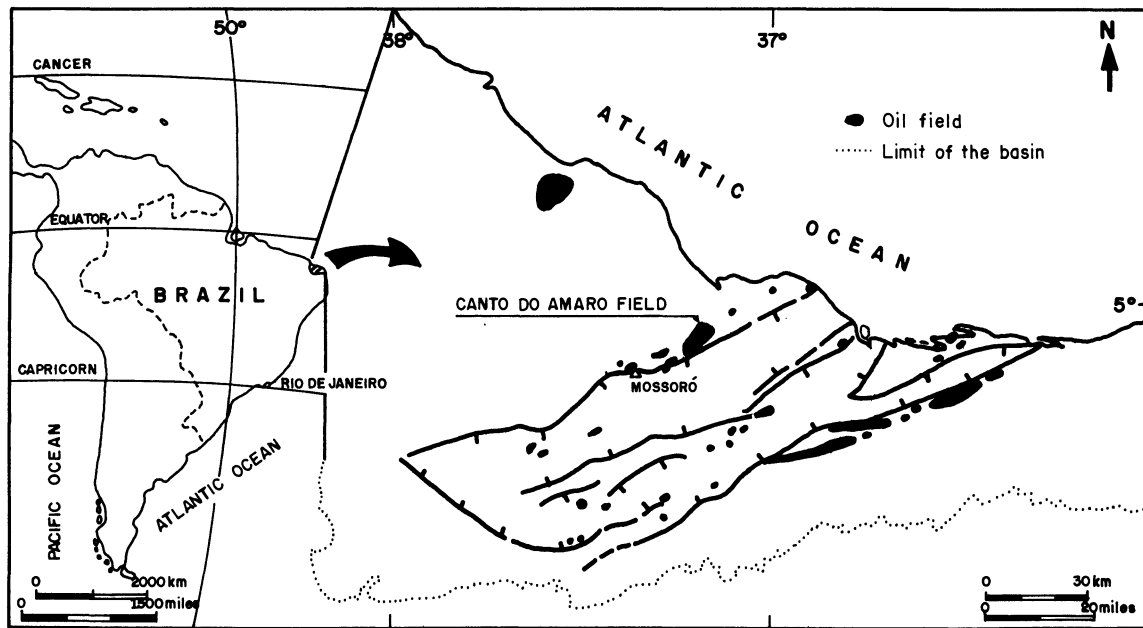 50°
38°
37°
N
CANCER
ATLANTIC OCEAN
Oil field
Limit of the basin
EQUATOR
BRAZIL
CANTO DO AMARO FIELD
5°
CAPRICORN
RIO DE JANEIRO
MOSSORÓ
PACIFIC OCEAN
ATLANTIC OCEAN
0 2000 km
0 1500 miles
0 30 km
0 20 miles